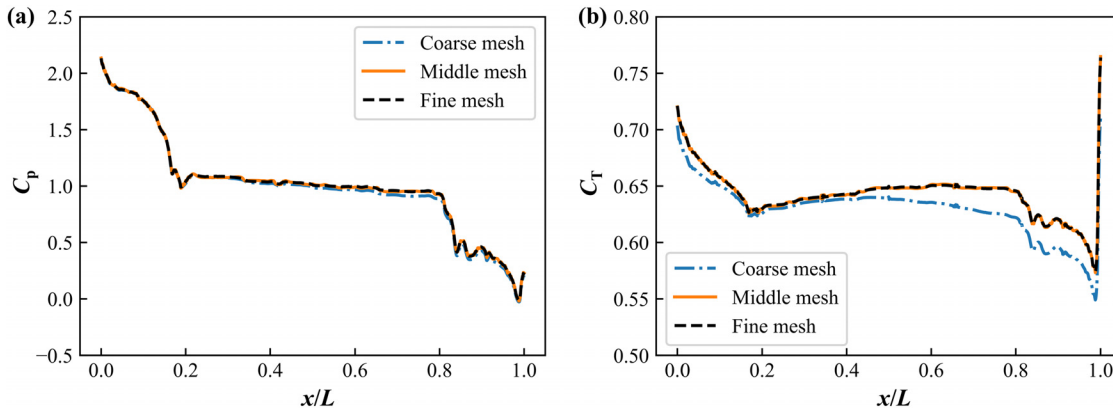 (a)
2.5
2.0
1.5
1.0
0.5
0.0
−0.5
Cp
Coarse mesh
Middle mesh
Fine mesh
0.0 0.2 0.4 0.6 0.8 1.0
x/L
(b)
0.80
0.75
0.70
0.65
0.60
0.55
0.50
CT
Coarse mesh
Middle mesh
Fine mesh
0.0 0.2 0.4 0.6 0.8 1.0
x/L